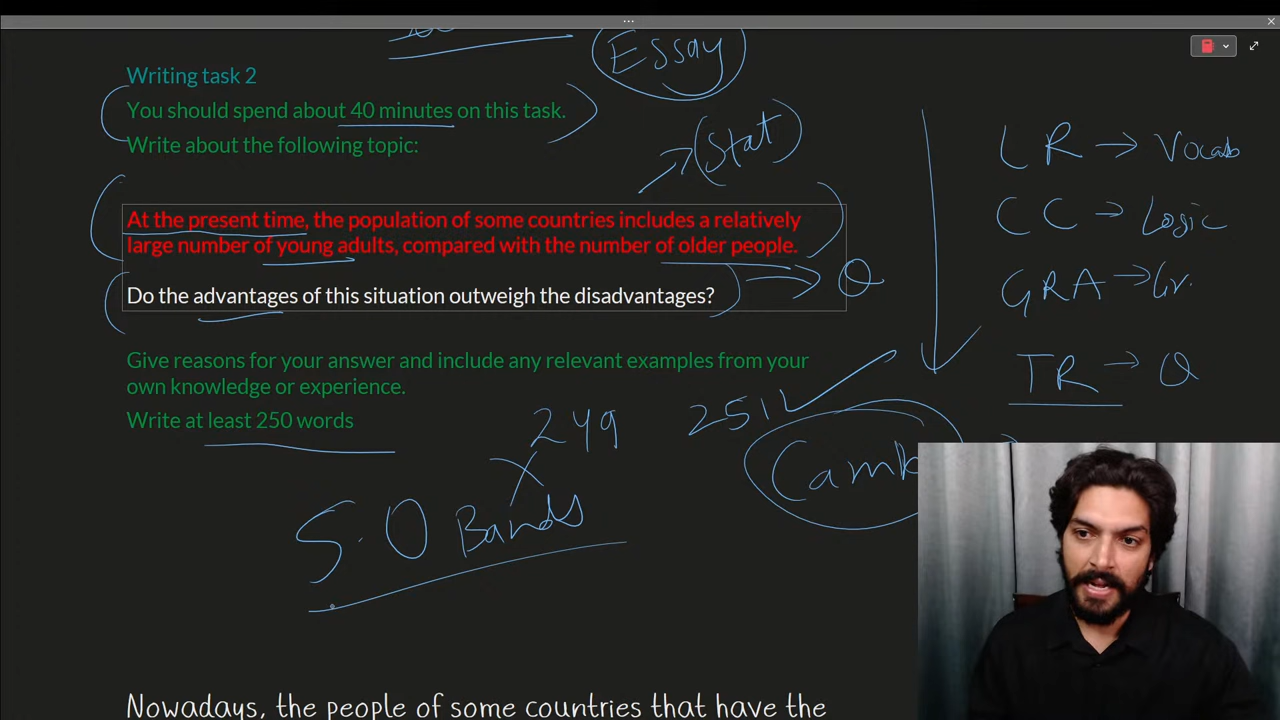 Essay
Writing task 2
You should spend about 40 minutes on this task.
Write about the following topic:
(Stat)
At the present time, the population of some countries includes a relatively
large number of young adults, compared with the number of older people.
Do the advantages of this situation outweigh the disadvantages?
Q
Give reasons for your answer and include any relevant examples from your
own knowledge or experience.
Write at least 250 words
249
251
5.0 Bands
LR → Vocab
CC → Logic
GRA → Gr.
TR → Q
Nowadays, the people of some countries that have the